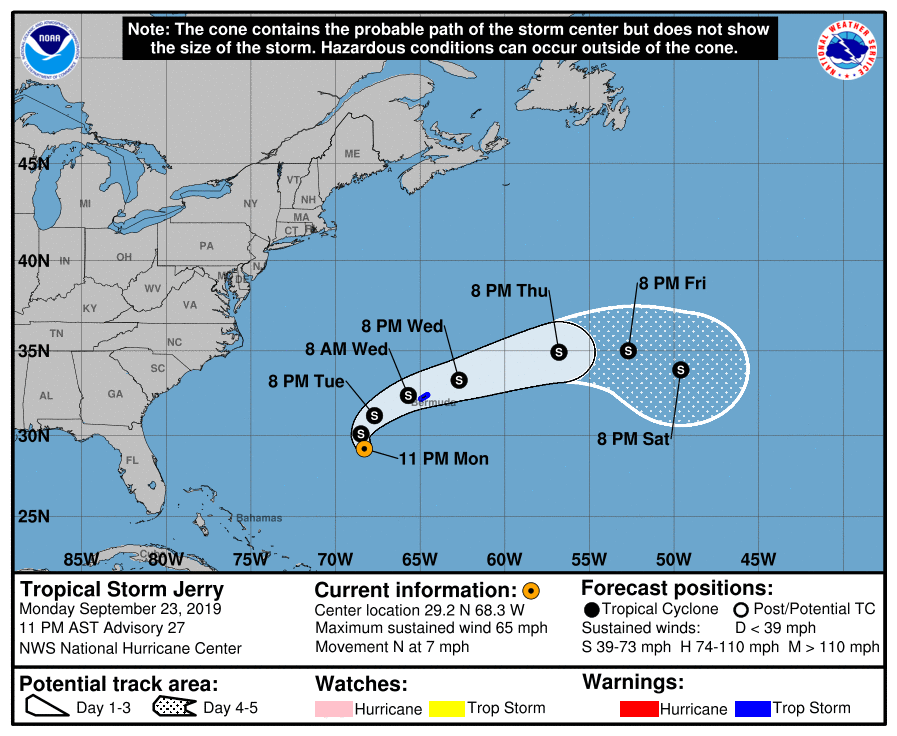 Note: The cone contains the probable path of the storm center but does not show
the size of the storm. Hazardous conditions can occur outside of the cone.
NOAA
NATIONAL WEATHER SERVICE
45N
40N
35N
30N
25N
ME
VT
NH
MI
NY
MA
CT
PA
IN
OH
WV
KY
VA
TN
NC
SC
AL
GA
FL
DE
8 PM Fri
8 PM Thu
8 PM Wed
8 AM Wed
8 PM Tue
Bermuda
8 PM Sat
11 PM Mon
S
S
S
S
S
S
S
Bahamas
85W
80W
75W
70W
65W
60W
55W
50W
45W
Tropical Storm Jerry
Monday September 23, 2019
11 PM AST Advisory 27
NWS National Hurricane Center
Current information:
Center location 29.2 N 68.3 W
Maximum sustained wind 65 mph
Movement N at 7 mph
Forecast positions:
Tropical Cyclone Post/Potential TC
Sustained winds: D < 39 mph
S 39-73 mph H 74-110 mph M > 110 mph
Potential track area:
Day 1-3 Day 4-5
Watches:
Hurricane Trop Storm
Warnings:
Hurricane Trop Storm